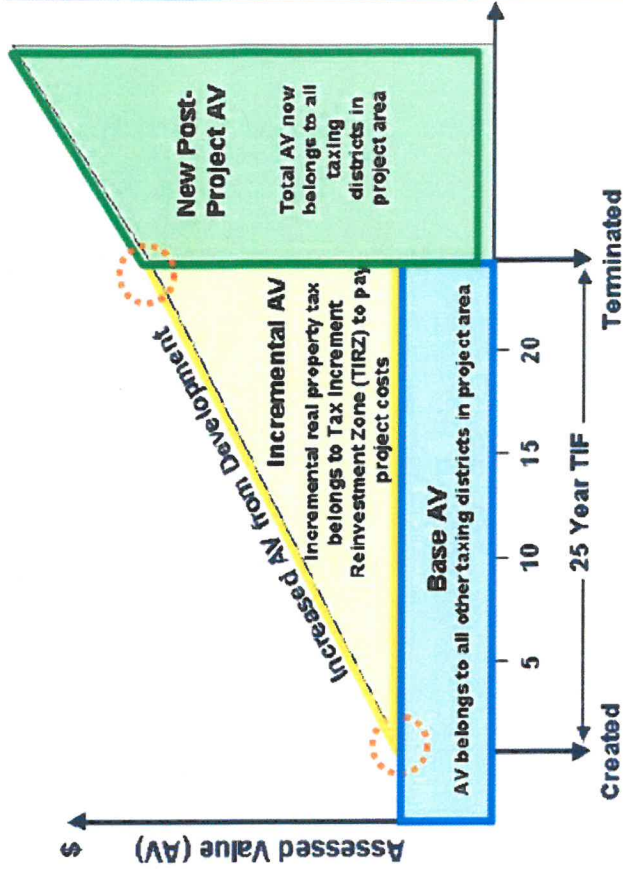 $
Assessed Value (AV)
Increased AV from Development
New Post-
Project AV
Total AV now
belongs to all
taxing
districts in
project area
Incremental AV
Incremental real property tax
belongs to Tax Increment
Reinvestment Zone (TIRZ) to pay
project costs
Base AV
AV belongs to all other taxing districts in project area
5
10
15
20
25 Year TIF
Created
Terminated